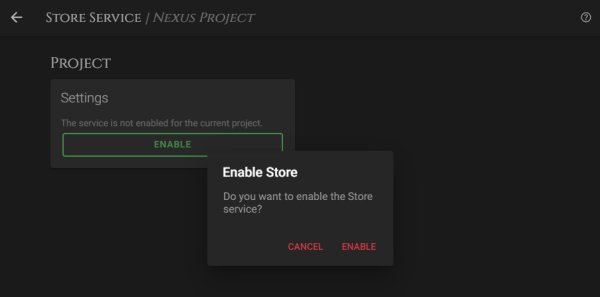 Store Service / Nexus Project
Project
Settings
The service is not enabled for the current project.
ENABLE
Enable Store
Do you want to enable the Store
service?
CANCEL ENABLE